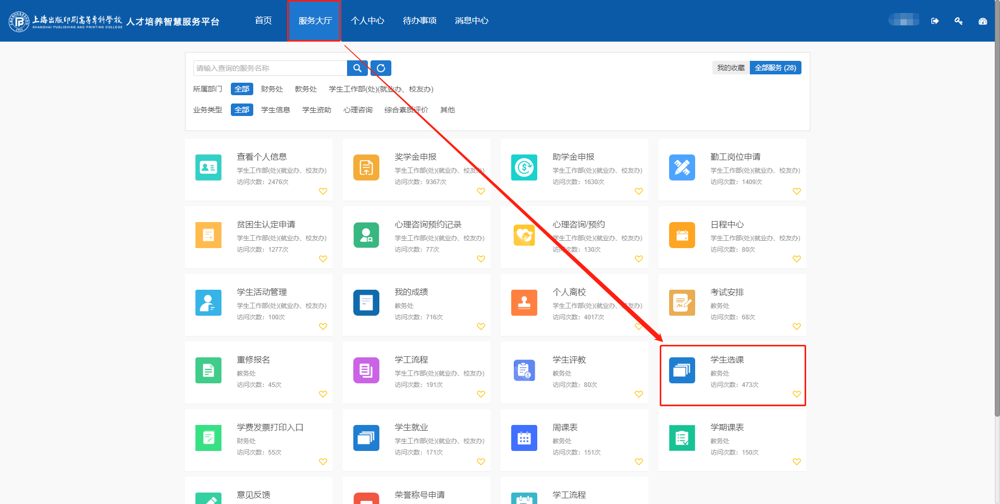 上海出版印刷高等专科学校 人才培养智慧服务平台
SHANGHAI PUBLISHING AND PRINTING COLLEGE
1953
首页 服务大厅 个人中心 待办事项 消息中心
请输入查询的服务名称
我的收藏 全部服务 (28)
所属部门 全部 财务处 教务处 学生工作部(处)(就业办、校友办)
业务类型 全部 学生信息 学生资助 心理咨询 综合素质评价 其他
查看个人信息
学生工作部(处)(就业办、校友办)
访问次数：2476次
奖学金申报
学生工作部(处)(就业办、校友办)
访问次数：9367次
助学金申报
学生工作部(处)(就业办、校友办)
访问次数：1630次
勤工岗位申请
学生工作部(处)(就业办、校友办)
访问次数：1409次
贫困生认定申请
学生工作部(处)(就业办、校友办)
访问次数：1277次
心理咨询预约记录
学生工作部(处)(就业办、校友办)
访问次数：77次
心理咨询/预约
学生工作部(处)(就业办、校友办)
访问次数：130次
日程中心
学生工作部(处)(就业办、校友办)
访问次数：80次
学生活动管理
学生工作部(处)(就业办、校友办)
访问次数：100次
我的成绩
教务处
访问次数：716次
个人离校
学生工作部(处)(就业办、校友办)
访问次数：4017次
考试安排
教务处
访问次数：68次
重修报名
教务处
访问次数：45次
学工流程
学生工作部(处)(就业办、校友办)
访问次数：191次
学生评教
教务处
访问次数：80次
学生选课
教务处
访问次数：473次
学费发票打印入口
财务处
访问次数：55次
学生就业
学生工作部(处)(就业办、校友办)
访问次数：171次
周课表
教务处
访问次数：151次
学期课表
教务处
访问次数：150次
意见反馈
荣誉称号申请
学工流程